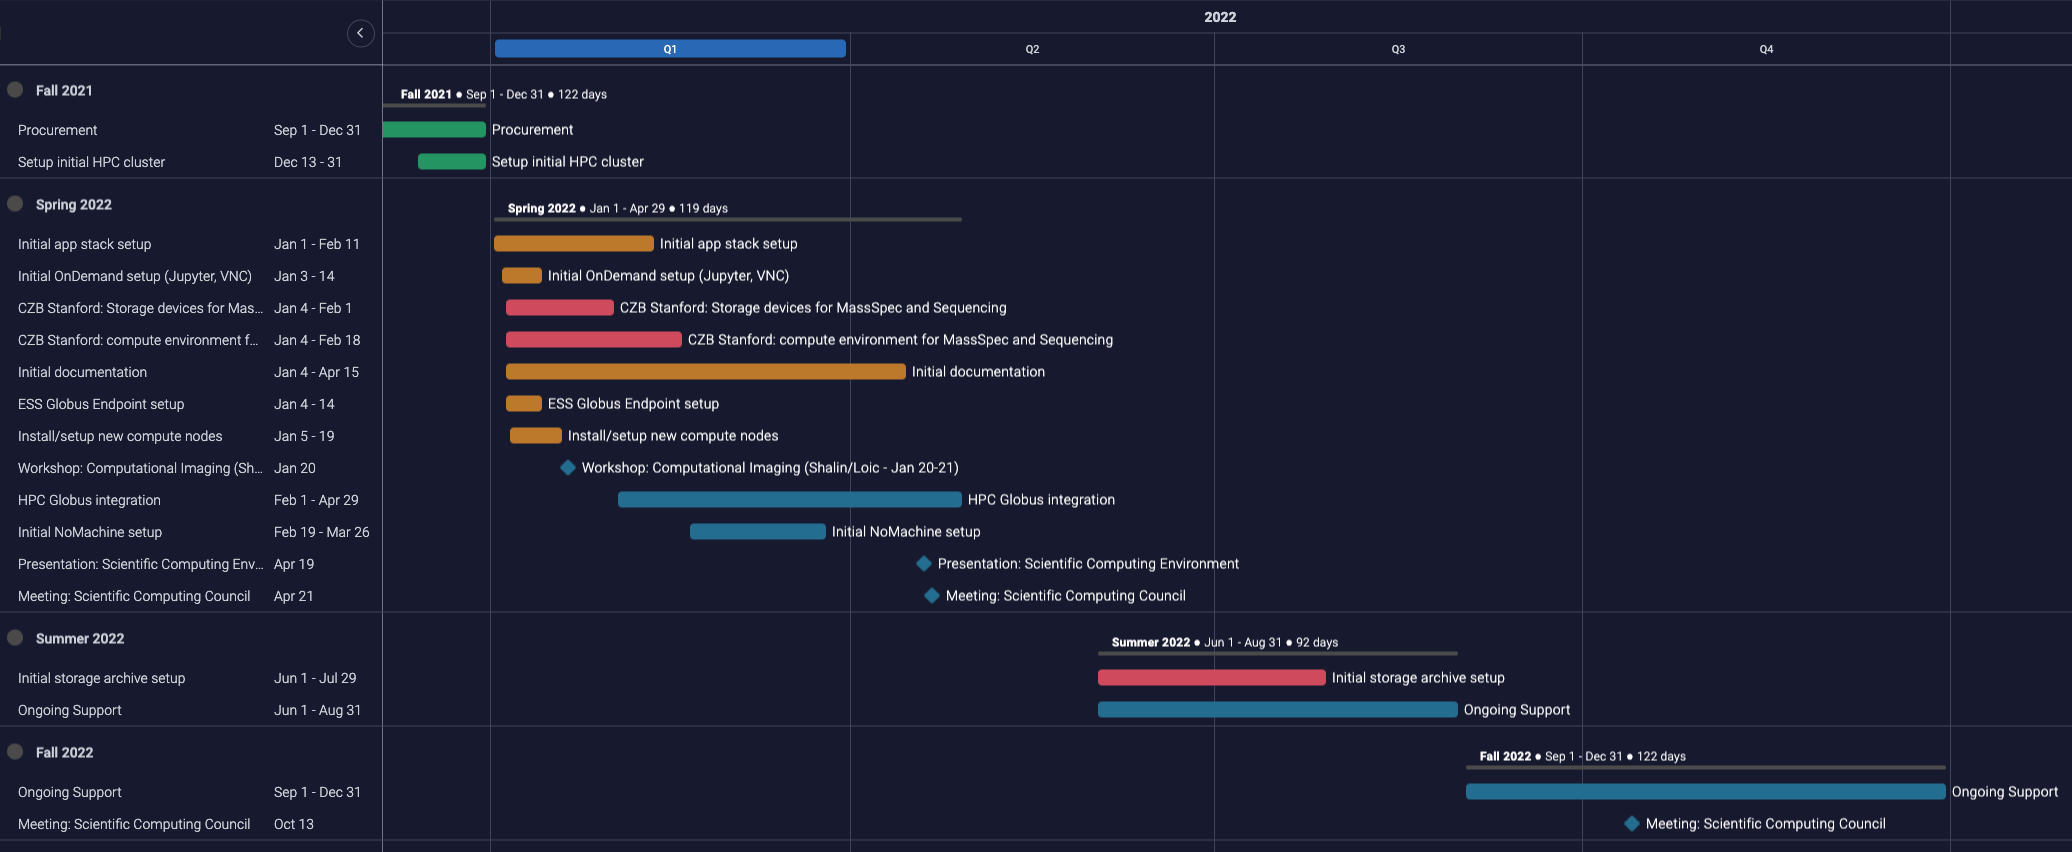 2022
Q1 Q2 Q3 Q4
Fall 2021
Fall 2021 • Sep 1 - Dec 31 • 122 days
Procurement Sep 1 - Dec 31 Procurement
Setup initial HPC cluster Dec 13 - 31 Setup initial HPC cluster
Spring 2022
Spring 2022 • Jan 1 - Apr 29 • 119 days
Initial app stack setup Jan 1 - Feb 11 Initial app stack setup
Initial OnDemand setup (Jupyter, VNC) Jan 3 - 14 Initial OnDemand setup (Jupyter, VNC)
CZB Stanford: Storage devices for Mas... Jan 4 - Feb 1 CZB Stanford: Storage devices for MassSpec and Sequencing
CZB Stanford: compute environment f... Jan 4 - Feb 18 CZB Stanford: compute environment for MassSpec and Sequencing
Initial documentation Jan 4 - Apr 15 Initial documentation
ESS Globus Endpoint setup Jan 4 - 14 ESS Globus Endpoint setup
Install/setup new compute nodes Jan 5 - 19 Install/setup new compute nodes
Workshop: Computational Imaging (Sh... Jan 20 Workshop: Computational Imaging (Shalin/Loic - Jan 20-21)
HPC Globus integration Feb 1 - Apr 29 HPC Globus integration
Initial NoMachine setup Feb 19 - Mar 26 Initial NoMachine setup
Presentation: Scientific Computing Env... Apr 19 Presentation: Scientific Computing Environment
Meeting: Scientific Computing Council Apr 21 Meeting: Scientific Computing Council
Summer 2022
Summer 2022 • Jun 1 - Aug 31 • 92 days
Initial storage archive setup Jun 1 - Jul 29 Initial storage archive setup
Ongoing Support Jun 1 - Aug 31 Ongoing Support
Fall 2022
Fall 2022 • Sep 1 - Dec 31 • 122 days
Ongoing Support Sep 1 - Dec 31 Ongoing Support
Meeting: Scientific Computing Council Oct 13 Meeting: Scientific Computing Council